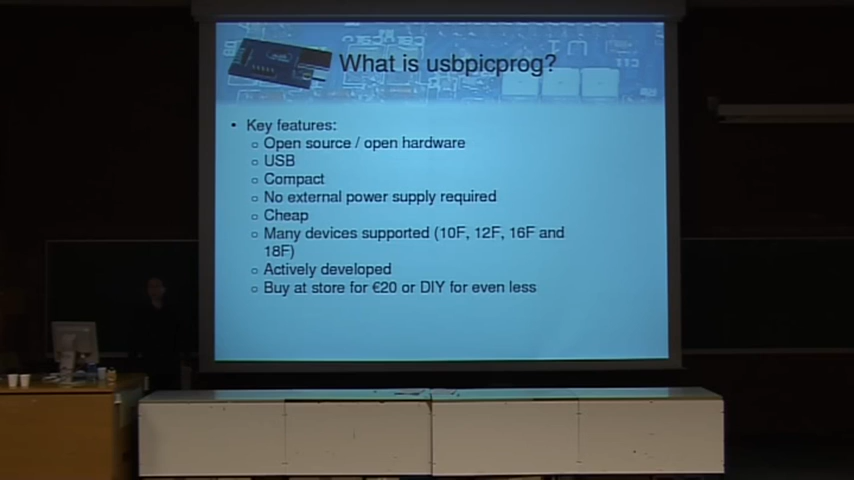 What is usbpicprog?
• Key features:
○ Open source / open hardware
○ USB
○ Compact
○ No external power supply required
○ Cheap
○ Many devices supported (10F, 12F, 16F and
18F)
○ Actively developed
○ Buy at store for €20 or DIY for even less